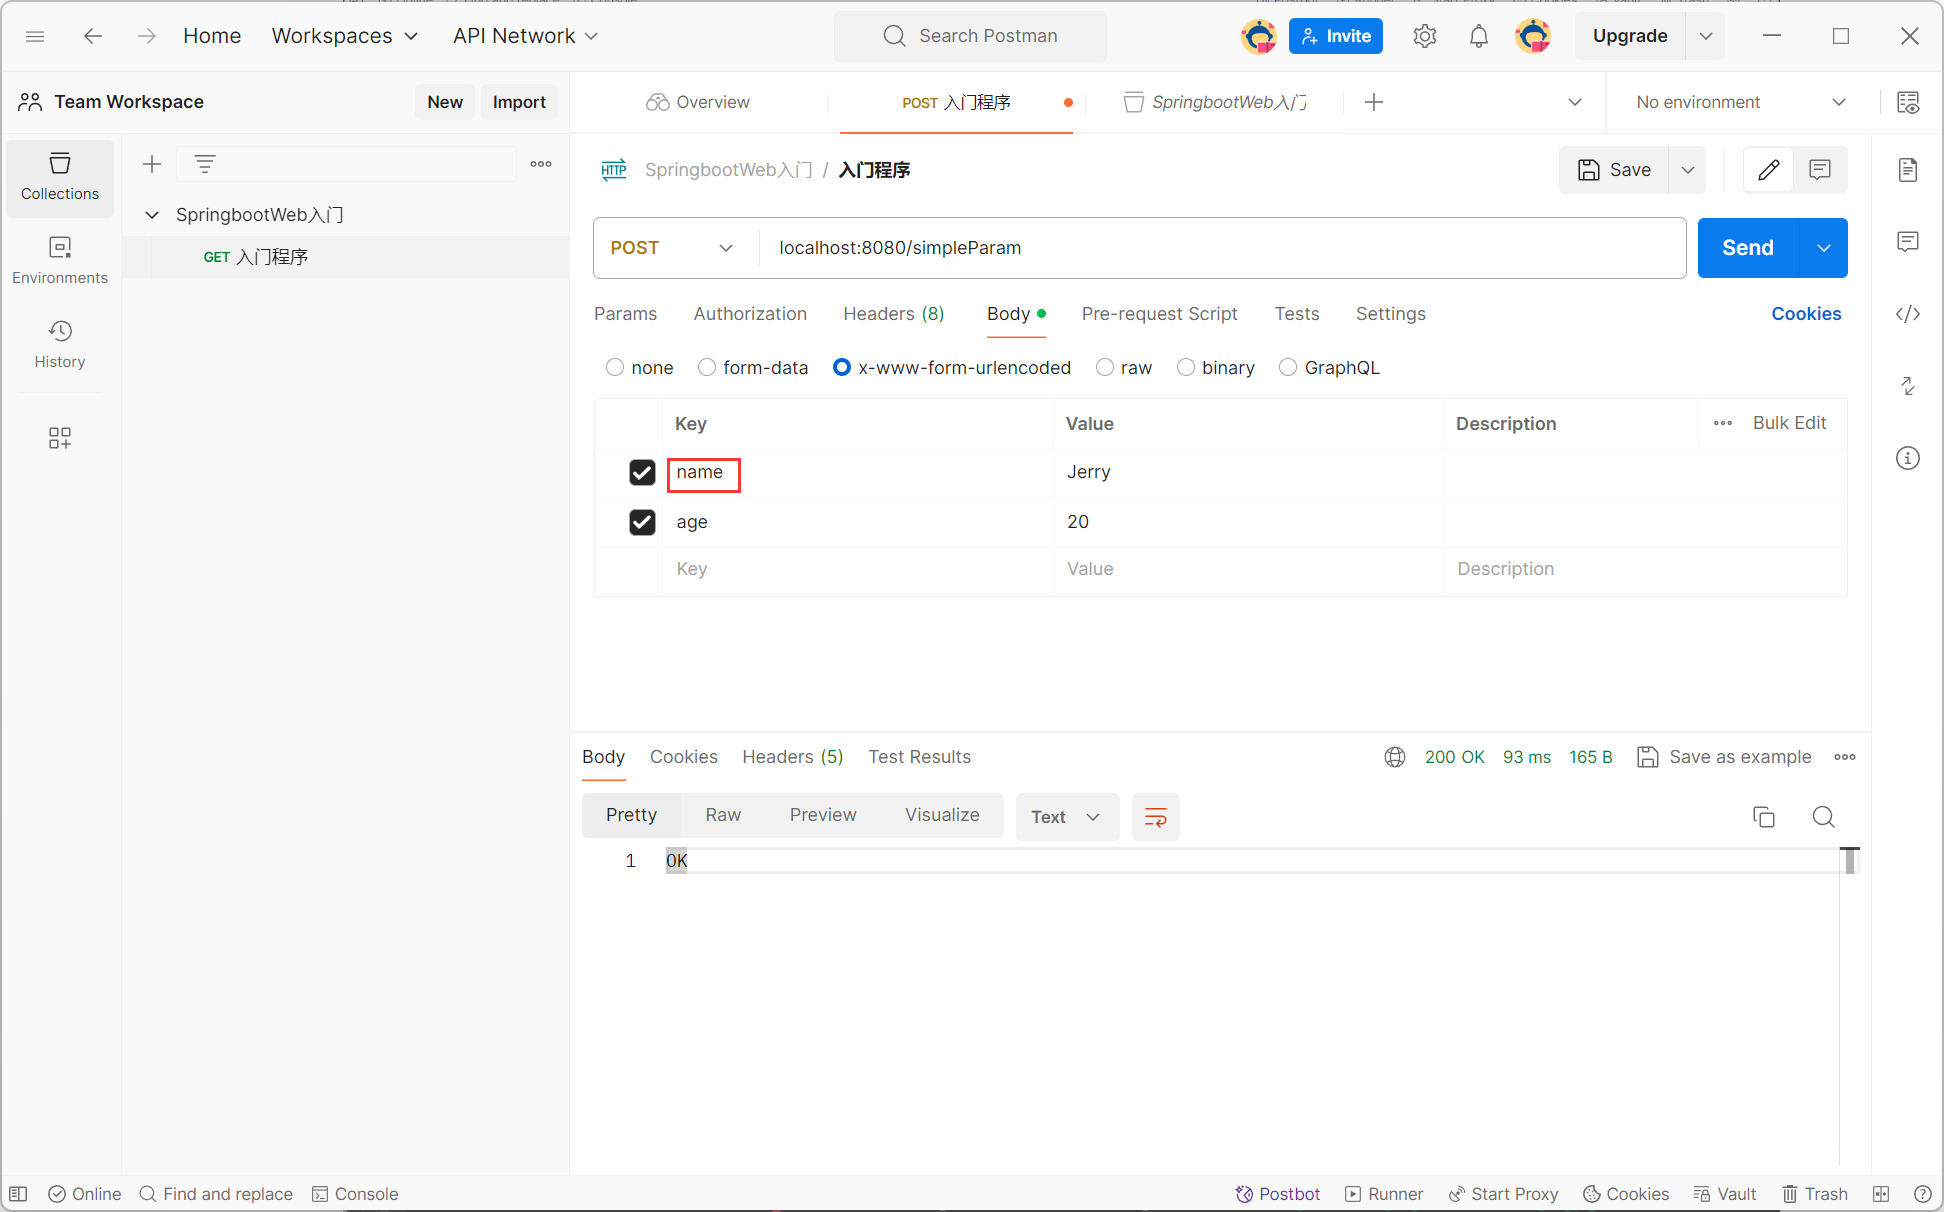 Home Workspaces API Network Search Postman Invite Upgrade
Team Workspace New Import Overview POST 入门程序 SpringbootWeb入门 No environment
Collections
SpringbootWeb入门 / 入门程序 Save
SpringbootWeb入门
GET 入门程序
POST localhost:8080/simpleParam Send
Environments
Params Authorization Headers (8) Body Pre-request Script Tests Settings Cookies
History
none form-data x-www-form-urlencoded raw binary GraphQL
Key Value Description Bulk Edit
name Jerry
age 20
Key Value Description
Body Cookies Headers (5) Test Results 200 OK 93 ms 165 B Save as example
Pretty Raw Preview Visualize Text
1 OK
Online Find and replace Console Postbot Runner Start Proxy Cookies Vault Trash